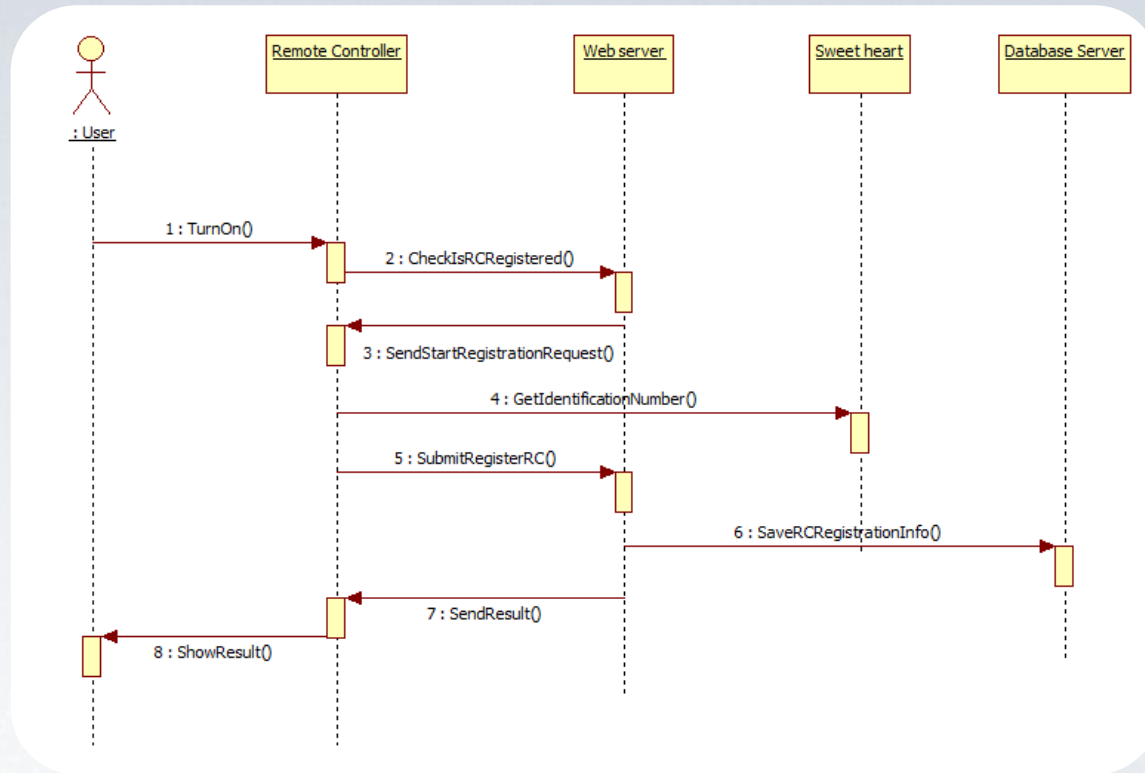 Remote Controller
Web server
Sweet heart
Database Server
: User
1 : TurnOn()
2 : CheckIsRCRegistered()
3 : SendStartRegistrationRequest()
4 : GetIdentificationNumber()
5 : SubmitRegisterRC()
6 : SaveRCRegistrationInfo()
7 : SendResult()
8 : ShowResult()